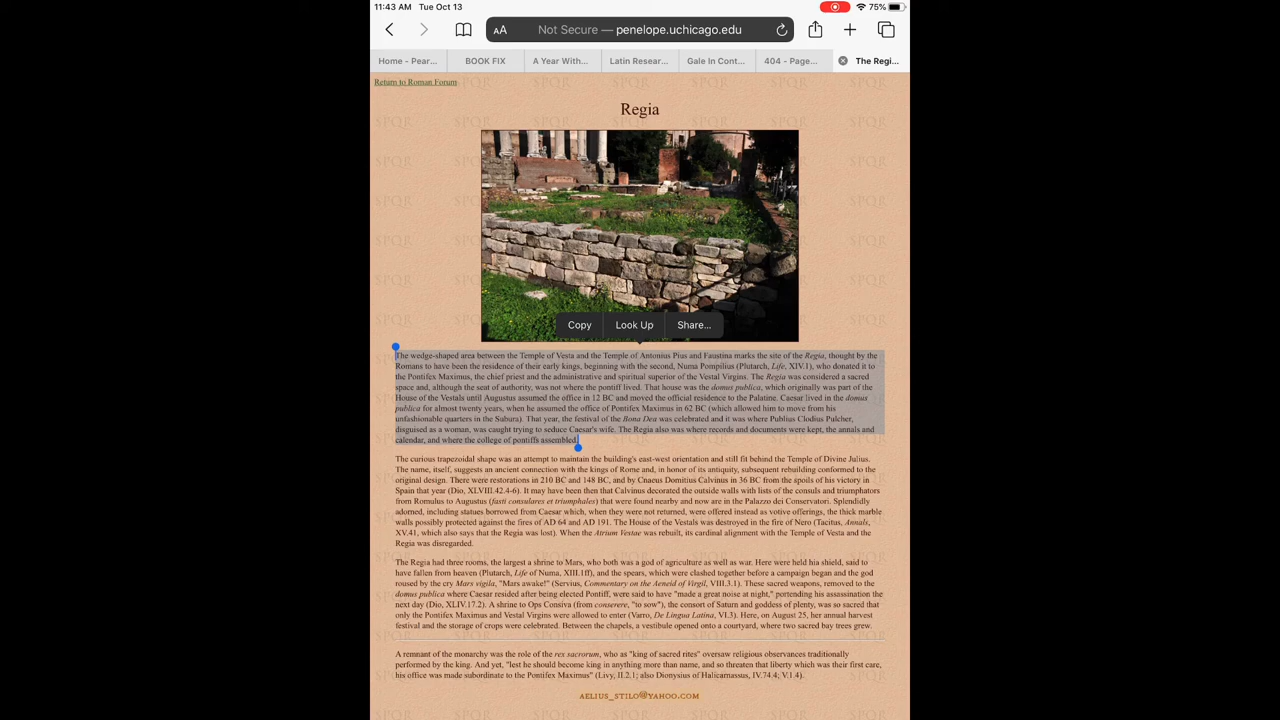 11:43 AM Tue Oct 13 75%
AA Not Secure — penelope.uchicago.edu
Home - Pear... BOOK FIX A Year With... Latin Resear... Gale In Cont... 404 - Page... The Regi...
Return to Roman Forum
Regia
Copy Look Up Share...
The wedge-shaped area between the Temple of Vesta and the Temple of Antonius Pius and Faustina marks the site of the Regia, thought by the
Romans to have been the residence of their early kings, beginning with the second, Numa Pompilius (Plutarch, Life, XIV.1), who donated it to
the Pontifex Maximus, the chief priest and the administrative and spiritual superior of the Vestal Virgins. The Regia was considered a sacred
space and, although the seat of authority, was not where the pontiff lived. That house was the domus publica, which originally was part of the
House of the Vestals until Augustus assumed the office in 12 BC and moved the official residence to the Palatine. Caesar lived in the domus
publica for almost twenty years, when he assumed the office of Pontifex Maximus in 62 BC (which allowed him to move from his
unfashionable quarters in the Subura). That year, the festival of the Bona Dea was celebrated and it was where Publius Clodius Pulcher,
disguised as a woman, was caught trying to seduce Caesar's wife. The Regia also was where records and documents were kept, the annals and
calendar, and where the college of pontiffs assembled.
The curious trapezoidal shape was an attempt to maintain the building's east-west orientation and still fit behind the Temple of Divine Julius.
The name, itself, suggests an ancient connection with the kings of Rome and, in honor of its antiquity, subsequent rebuilding conformed to the
original design. There were restorations in 210 BC and 148 BC, and by Cnaeus Domitius Calvinus in 36 BC from the spoils of his victory in
Spain that year (Dio, XLVIII.42.4-6). It may have been then that Calvinus decorated the outside walls with lists of the consuls and triumphators
from Romulus to Augustus (fasti consulares et triumphales) that were found nearby and now are in the Palazzo dei Conservatori. Splendidly
adorned, including statues borrowed from Caesar which, when they were not returned, were offered instead as votive offerings, the thick marble
walls possibly protected against the fires of AD 64 and AD 191. The House of the Vestals was destroyed in the fire of Nero (Tacitus, Annals,
XV.41, which also says that the Regia was lost). When the Atrium Vestae was rebuilt, its cardinal alignment with the Temple of Vesta and the
Regia was disregarded.
The Regia had three rooms, the largest a shrine to Mars, who both was a god of agriculture as well as war. Here were held his shield, said to
have fallen from heaven (Plutarch, Life of Numa, XIII.1ff), and the spears, which were clashed together before a campaign began and the god
roused by the cry Mars vigila, "Mars awake!" (Servius, Commentary on the Aeneid of Virgil, VIII.3.1). These sacred weapons, removed to the
domus publica where Caesar resided after being elected Pontiff, were said to have "made a great noise at night," portending his assassination the
next day (Dio, XLIV.17.2). A shrine to Ops Consiva (from conserere, "to sow"), the consort of Saturn and goddess of plenty, was so sacred that
only the Pontifex Maximus and Vestal Virgins were allowed to enter (Varro, De Lingua Latina, VI.3). Here, on August 25, her annual harvest
festival and the storage of crops were celebrated. Between the chapels, a vestibule opened onto a courtyard, where two sacred bay trees grew.
A remnant of the monarchy was the role of the rex sacrorum, who as "king of sacred rites" oversaw religious observances traditionally
performed by the king. And yet, "lest he should become king in anything more than name, and so threaten that liberty which was their first care,
his office was made subordinate to the Pontifex Maximus" (Livy, II.2.1; also Dionysius of Halicarnassus, IV.74.4; V.1.4).
AELIUS_STILO@YAHOO.COM